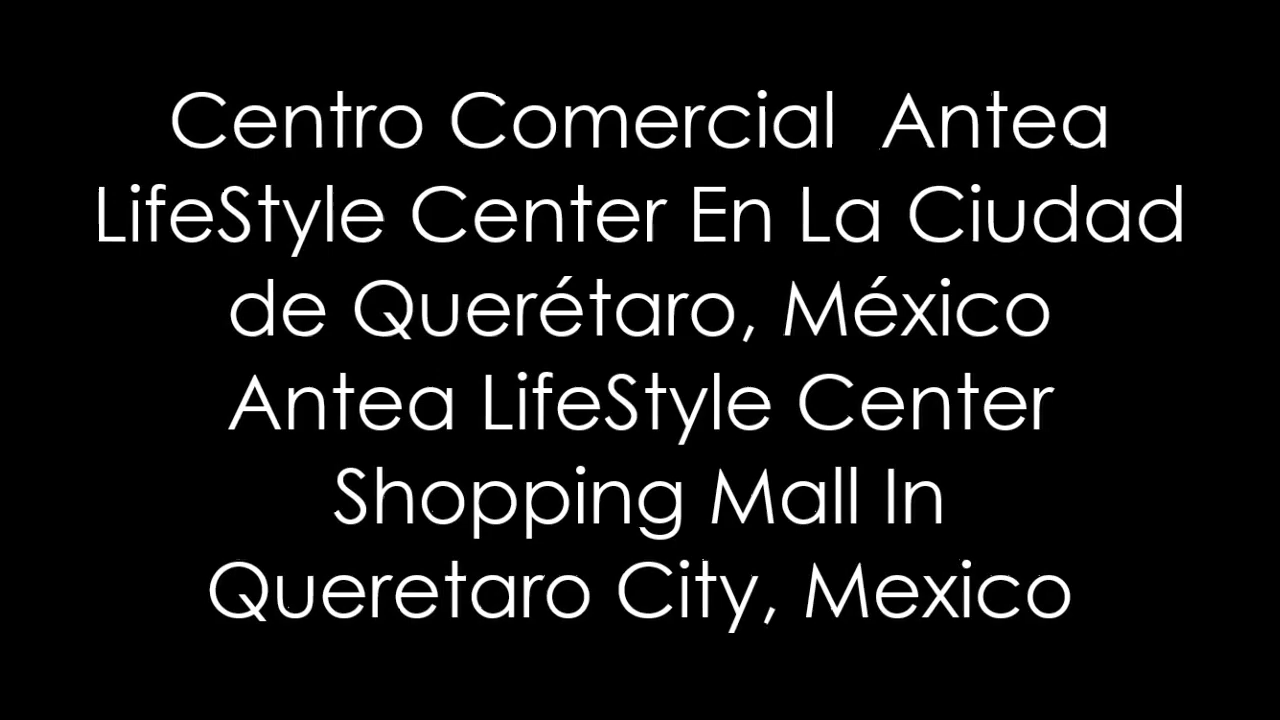 Centro Comercial Antea
LifeStyle Center En La Ciudad
de Querétaro, México
Antea LifeStyle Center
Shopping Mall In
Queretaro City, Mexico